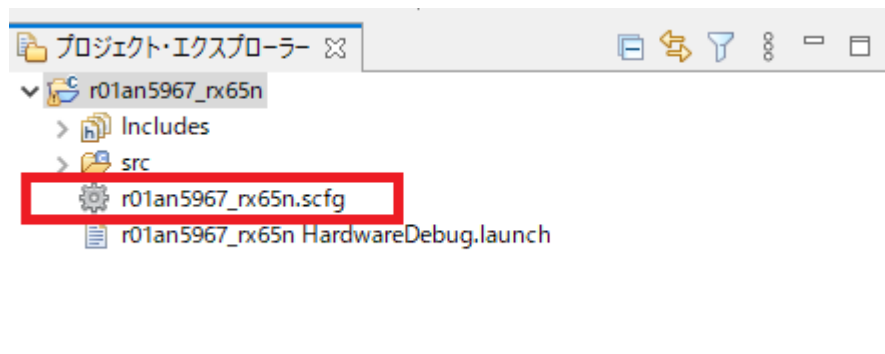 プロジェクト・エクスプローラー
r01an5967_rx65n
Includes
src
r01an5967_rx65n.scfg
r01an5967_rx65n HardwareDebug.launch